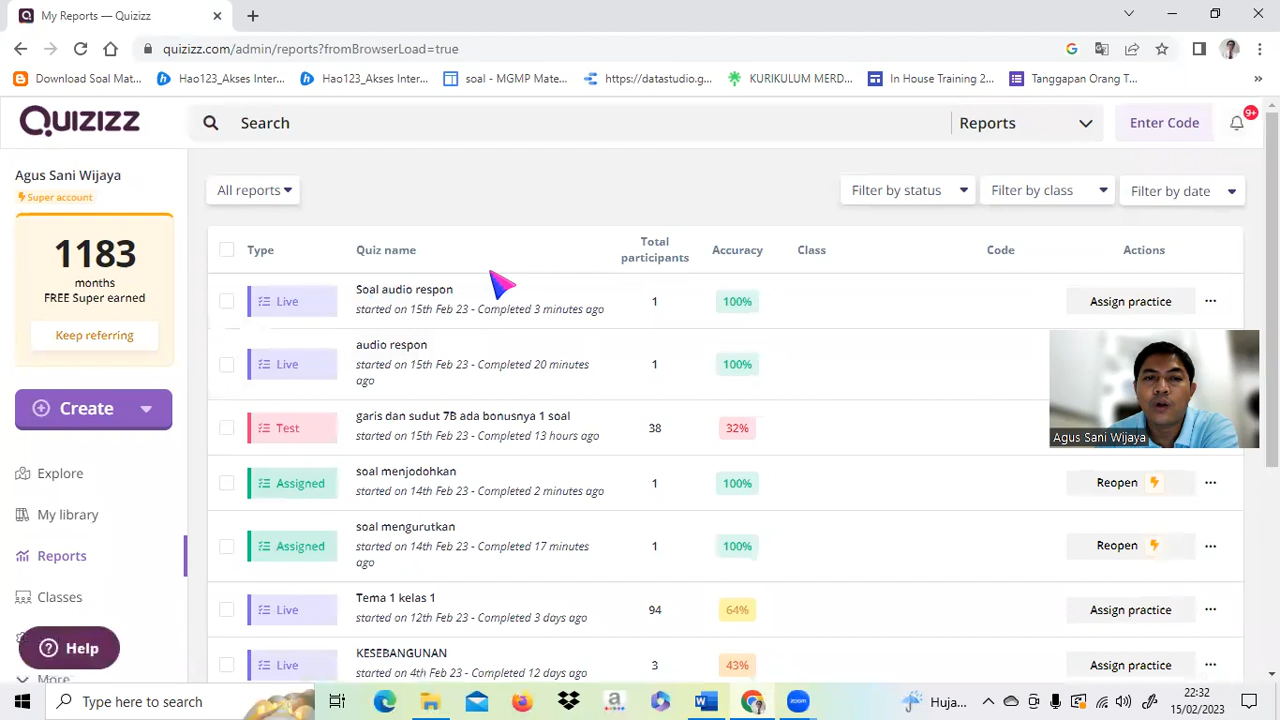 My Reports — Quizizz
quizizz.com/admin/reports?fromBrowserLoad=true
Download Soal Mat...
Hao123_Akses Inter...
Hao123_Akses Inter...
soal - MGMP Mate...
https://datastudio.g...
KURIKULUM MERD...
In House Training 2...
Tanggapan Orang T...
QUIZIZZ
Search
Reports
Enter Code
9+
Agus Sani Wijaya
Super account
1183
months
FREE Super earned
Keep referring
Create
Explore
My library
Reports
Classes
Help
More
All reports
Filter by status
Filter by class
Filter by date
Type
Quiz name
Total
participants
Accuracy
Class
Code
Actions
Live
Soal audio respon
started on 15th Feb 23 - Completed 3 minutes ago
1
100%
Assign practice
Live
audio respon
started on 15th Feb 23 - Completed 20 minutes
ago
1
100%
Test
garis dan sudut 7B ada bonusnya 1 soal
started on 15th Feb 23 - Completed 13 hours ago
38
32%
Agus Sani Wijaya
Assigned
soal menjodohkan
started on 14th Feb 23 - Completed 2 minutes ago
1
100%
Reopen
Assigned
soal mengurutkan
started on 14th Feb 23 - Completed 17 minutes
ago
1
100%
Reopen
Live
Tema 1 kelas 1
started on 12th Feb 23 - Completed 3 days ago
94
64%
Assign practice
Live
KESEBANGUNAN
started on 4th Feb 23 - Completed 12 days ago
3
43%
Assign practice
Type here to search
Huja...
22:32
15/02/2023